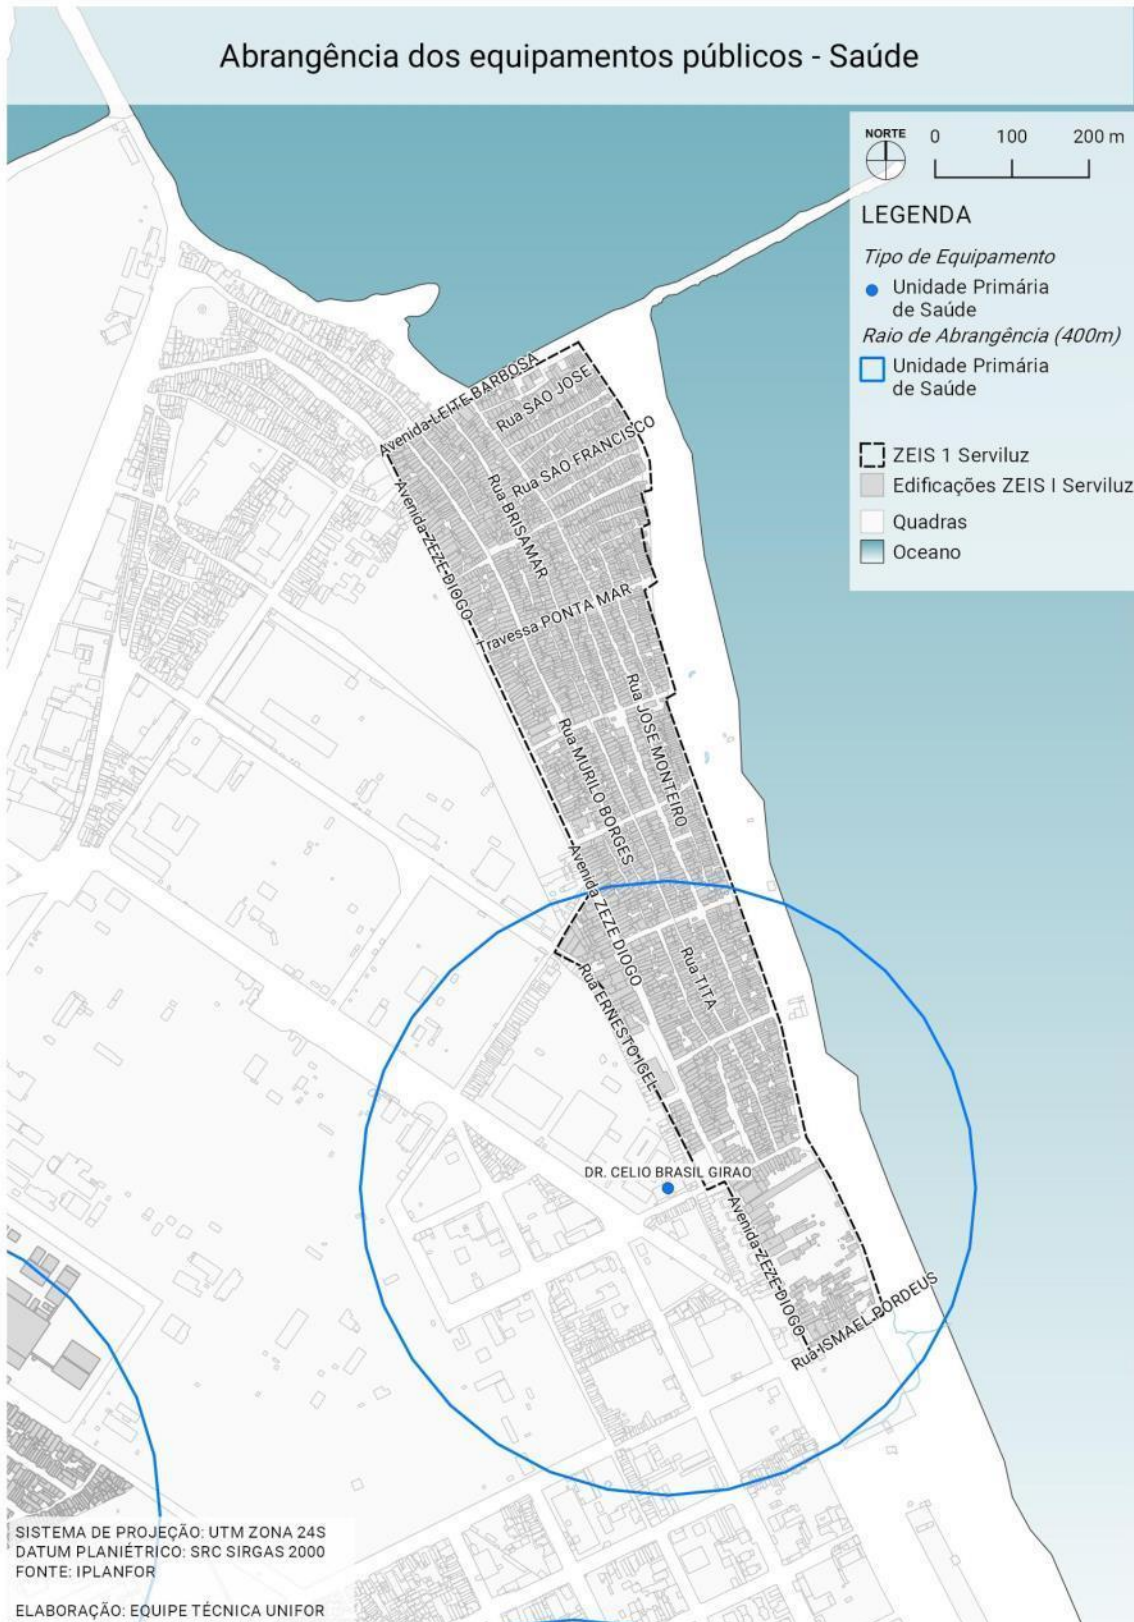 Abrangência dos equipamentos públicos - Saúde
NORTE
0 100 200 m
LEGENDA
Tipo de Equipamento
Unidade Primária
de Saúde
Raio de Abrangência (400m)
Unidade Primária
de Saúde
ZEIS 1 Serviluz
Edificações ZEIS I Serviluz
Quadras
Oceano
Avenida LEITE BARBOSA
Rua SAO JOSE
Rua SAO FRANCISCO
Rua BRISAMAR
Avenida ZEZE DIOGO
Travessa PONTA MAR
Rua JOSE MONTEIRO
Rua MURILO BORGES
Avenida ZEZE DIOGO
Rua TITA
Rua ERNESTO IGEL
DR. CELIO BRASIL GIRAO
Avenida ZEZE DIOGO
Rua ISMAEL PORDEUS
SISTEMA DE PROJEÇÃO: UTM ZONA 24S
DATUM PLANIÉTRICO: SRC SIRGAS 2000
FONTE: IPLANFOR
ELABORAÇÃO: EQUIPE TÉCNICA UNIFOR